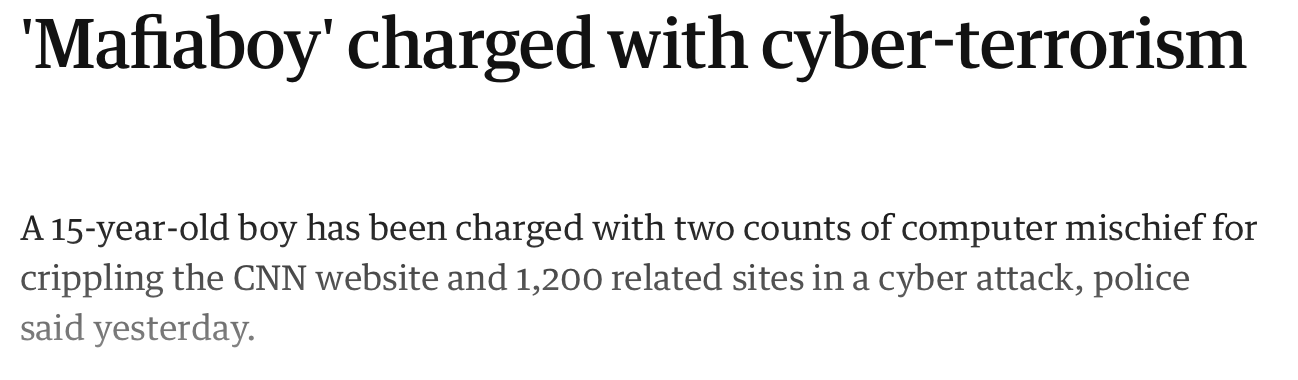 'Mafiaboy' charged with cyber-terrorism
A 15-year-old boy has been charged with two counts of computer mischief for
crippling the CNN website and 1,200 related sites in a cyber attack, police
said yesterday.